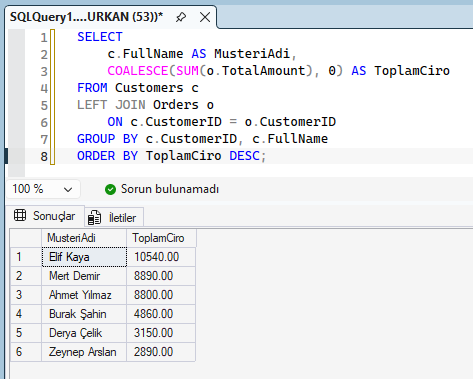 SQLQuery1....URKAN (53))*
1 SELECT
2 c.FullName AS MusteriAdi,
3 COALESCE(SUM(o.TotalAmount), 0) AS ToplamCiro
4 FROM Customers c
5 LEFT JOIN Orders o
6 ON c.CustomerID = o.CustomerID
7 GROUP BY c.CustomerID, c.FullName
8 ORDER BY ToplamCiro DESC;
100 % Sorun bulunamadı
Sonuçlar İletiler
MusteriAdi ToplamCiro
1 Elif Kaya 10540.00
2 Mert Demir 8890.00
3 Ahmet Yılmaz 8800.00
4 Burak Şahin 4860.00
5 Derya Çelik 3150.00
6 Zeynep Arslan 2890.00